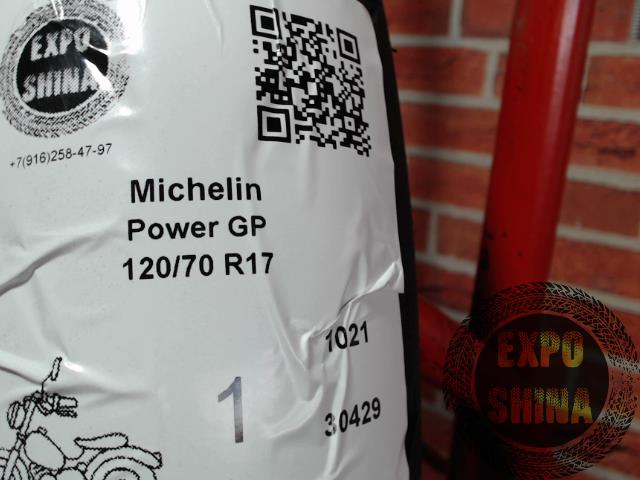 EXPO
SHINA
+7(916)258-47-97
Michelin
Power GP
120/70 R17
1021
1
30429
EXPO
SHINA